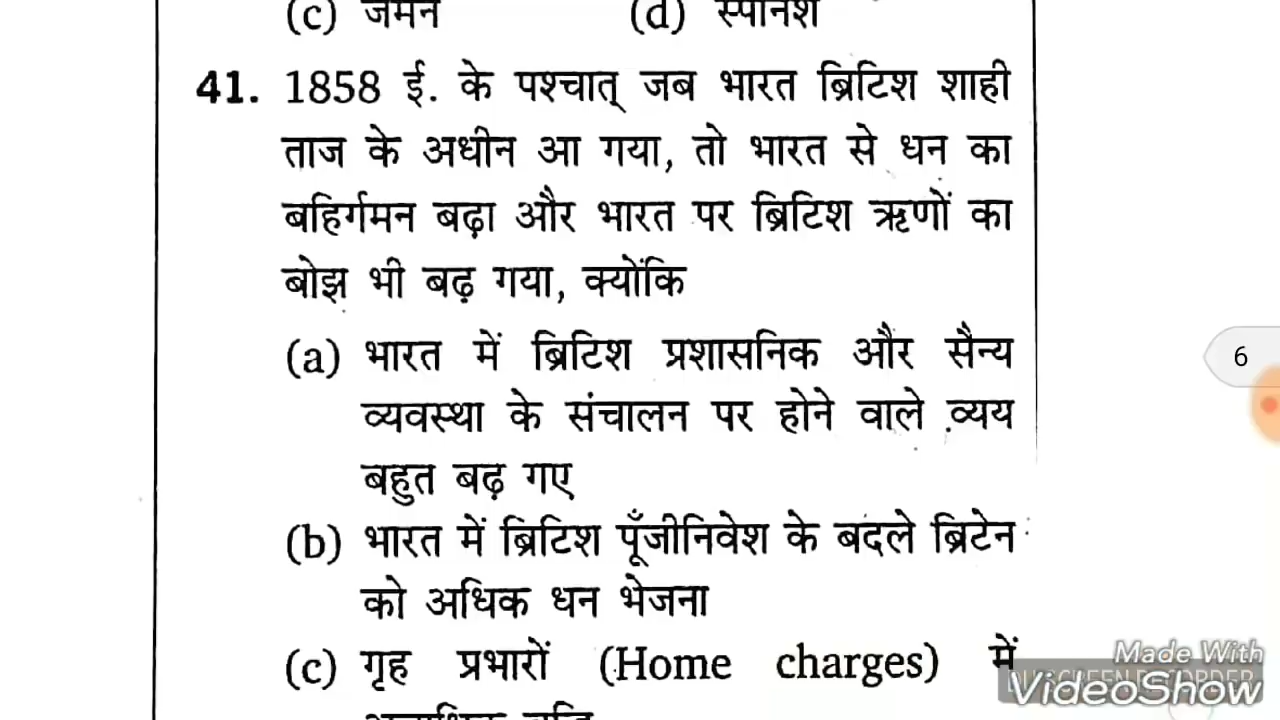 (c) जर्मन (d) स्पेनिश
41. 1858 ई. के पश्चात् जब भारत ब्रिटिश शाही
ताज के अधीन आ गया, तो भारत से धन का
बहिर्गमन बढ़ा और भारत पर ब्रिटिश ऋणों का
बोझ भी बढ़ गया, क्योंकि
(a) भारत में ब्रिटिश प्रशासनिक और सैन्य
व्यवस्था के संचालन पर होने वाले व्यय
बहुत बढ़ गए
(b) भारत में ब्रिटिश पूँजीनिवेश के बदले ब्रिटेन
को अधिक धन भेजना
(c) गृह प्रभारों (Home charges) में
6
Made With
VideoShow